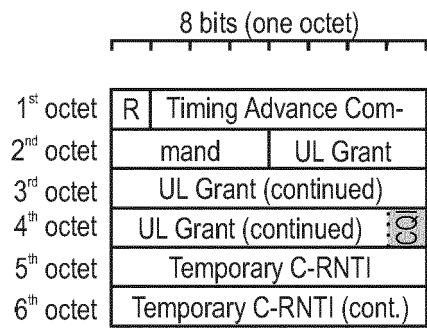 8 bits (one octet)
1st octet R Timing Advance Com-
2nd octet mand UL Grant
3rd octet UL Grant (continued)
4th octet UL Grant (continued) CQI
5th octet Temporary C-RNTI
6th octet Temporary C-RNTI (cont.)